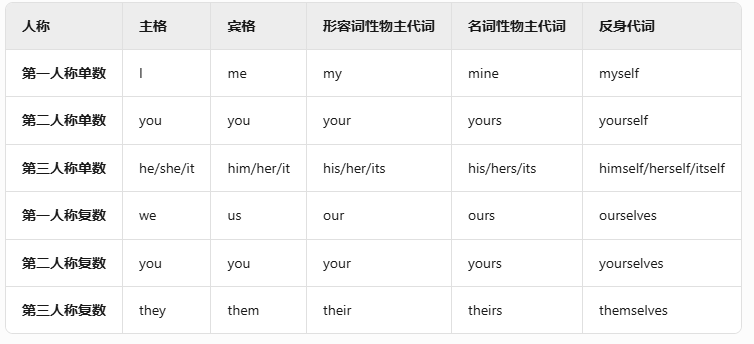 人称 主格 宾格 形容词性物主代词 名词性物主代词 反身代词
第一人称单数 I me my mine myself
第二人称单数 you you your yours yourself
第三人称单数 he/she/it him/her/it his/her/its his/hers/its himself/herself/itself
第一人称复数 we us our ours ourselves
第二人称复数 you you your yours yourselves
第三人称复数 they them their theirs themselves